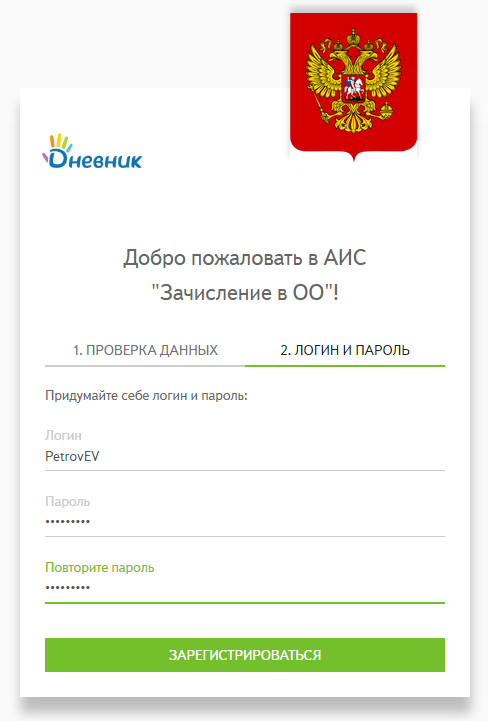 Дневник
Добро пожаловать в АИС
"Зачисление в ОО"!
1. ПРОВЕРКА ДАННЫХ 2. ЛОГИН И ПАРОЛЬ
Придумайте себе логин и пароль:
Логин
PetrovEV
Пароль
•••••••••
Повторите пароль
•••••••••
ЗАРЕГИСТРИРОВАТЬСЯ